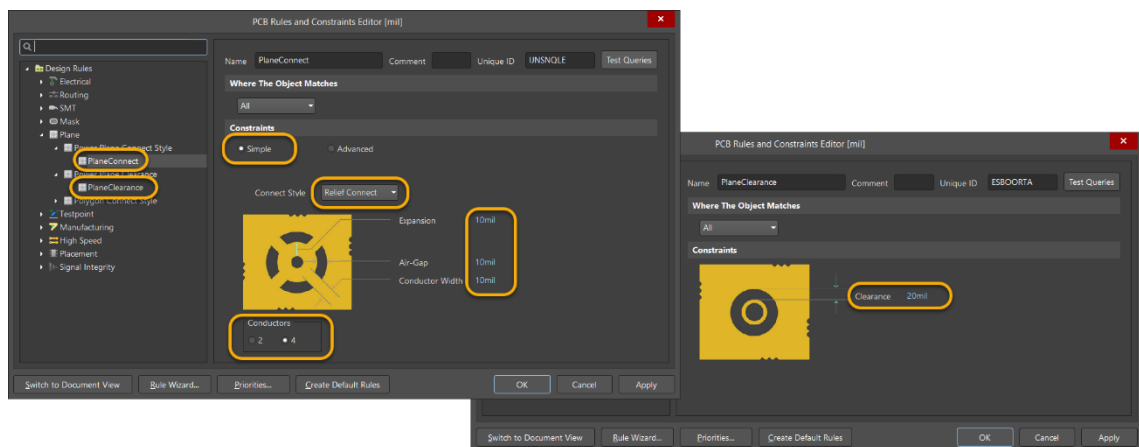 PCB Rules and Constraints Editor [mil]
Design Rules
Electrical
Routing
SMT
Mask
Plane
Power Plane Connect Style
PlaneConnect
Power Plane Clearance
PlaneClearance
Polygon Connect Style
Testpoint
Manufacturing
High Speed
Placement
Signal Integrity
Name PlaneConnect Comment Unique ID IJNSNQLE Test Queries
Where The Object Matches
All
Constraints
Simple Advanced
Connect Style Relief Connect
Expansion 10mil
Air-Gap 10mil
Conductor Width 10mil
Conductors
2 4
Switch to Document View Rule Wizard... Priorities... Create Default Rules OK Cancel Apply
PCB Rules and Constraints Editor [mil]
Name PlaneClearance Comment Unique ID ESBOORTA Test Queries
Where The Object Matches
All
Constraints
Clearance 20mil
Switch to Document View Rule Wizard... Priorities... Create Default Rules OK Cancel Apply